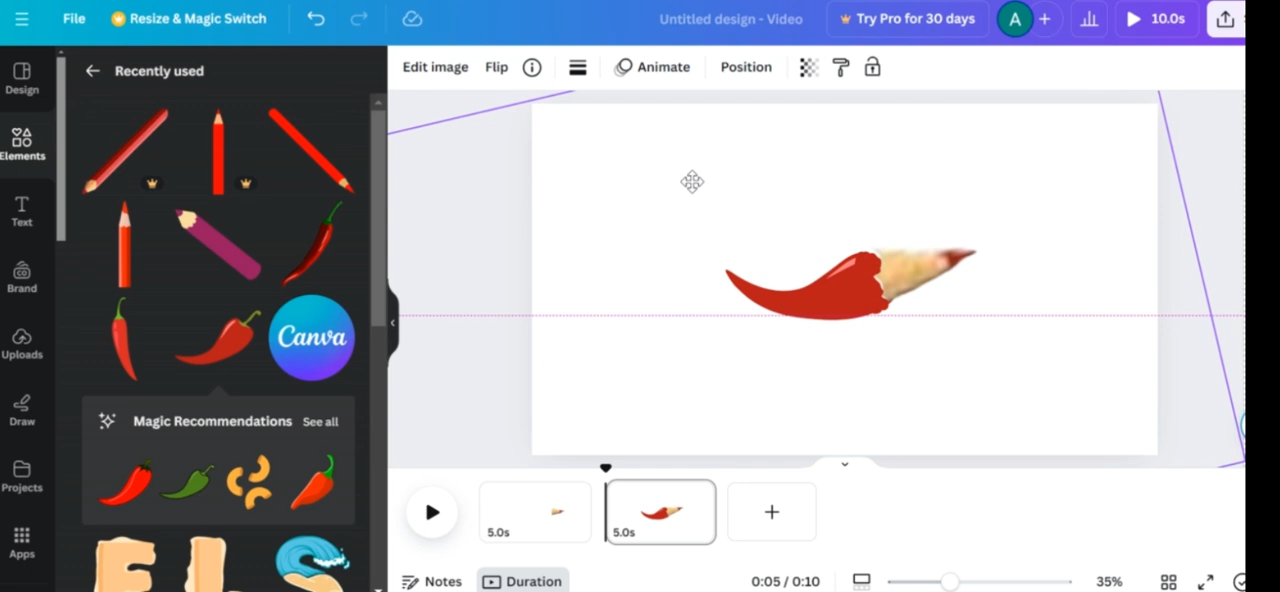 File
Resize & Magic Switch
Untitled design - Video
Try Pro for 30 days
A
10.0s
Design
Elements
Text
Brand
Uploads
Draw
Projects
Apps
Recently used
Canva
Magic Recommendations
See all
Edit image
Flip
Animate
Position
5.0s
5.0s
Notes
Duration
0:05 / 0:10
35%